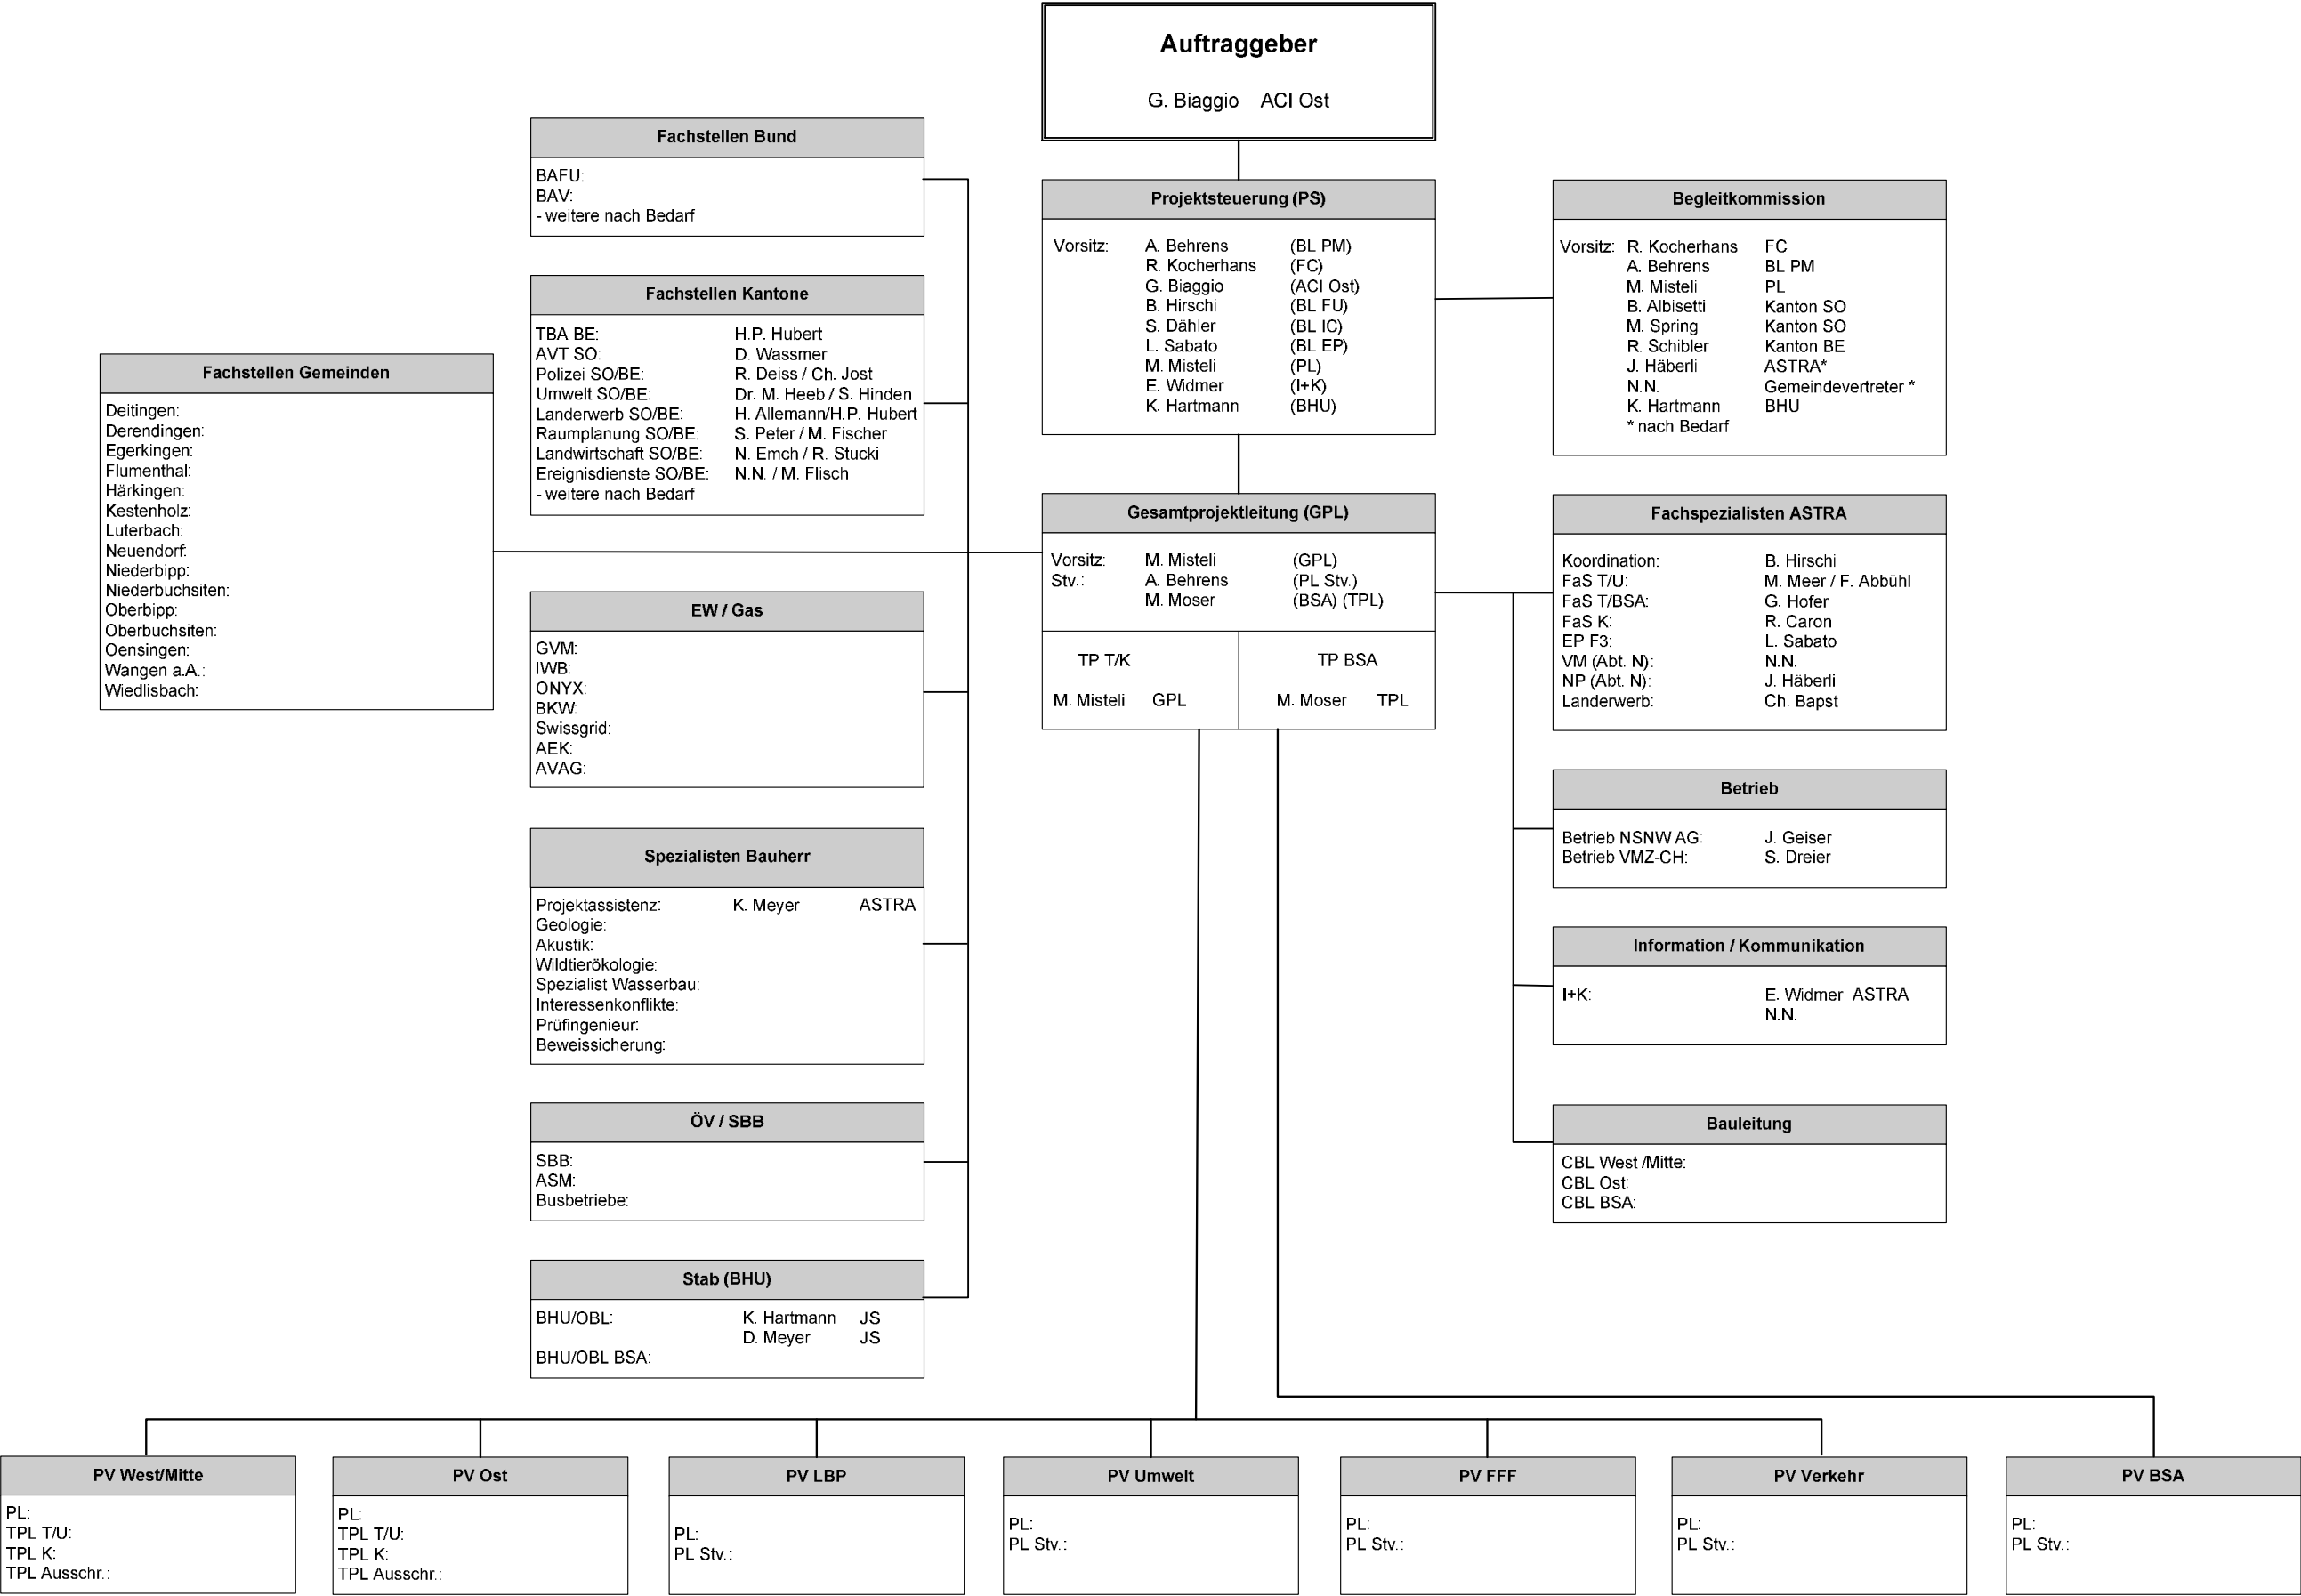 Auftraggeber
G. Biaggio ACI Ost
Fachstellen Bund
BAFU:
BAV:
- weitere nach Bedarf
Projektsteuerung (PS)
Vorsitz: A. Behrens (BL PM)
R. Kocherhans (FC)
G. Biaggio (ACI Ost)
B. Hirschi (BL FU)
S. Dähler (BL IC)
L. Sabato (BL EP)
M. Misteli (PL)
E. Widmer (I+K)
K. Hartmann (BHU)
Begleitkommission
Vorsitz: R. Kocherhans FC
A. Behrens BL PM
M. Misteli PL
B. Albisetti Kanton SO
M. Spring Kanton SO
R. Schibler Kanton BE
J. Häberli ASTRA*
N.N. Gemeindevertreter *
K. Hartmann BHU
* nach Bedarf
Fachstellen Kantone
TBA BE: H.P. Hubert
AVT SO: D. Wassmer
Polizei SO/BE: R. Deiss / Ch. Jost
Umwelt SO/BE: Dr. M. Heeb / S. Hinden
Landerwerb SO/BE: H. Allemann/H.P. Hubert
Raumplanung SO/BE: S. Peter / M. Fischer
Landwirtschaft SO/BE: N. Emch / R. Stucki
Ereignisdienste SO/BE: N.N. / M. Flisch
- weitere nach Bedarf
Fachstellen Gemeinden
Deitingen:
Derendingen:
Egerkingen:
Flumenthal:
Härkingen:
Kestenholz:
Luterbach:
Neuendorf:
Niederbipp:
Niederbuchsiten:
Oberbipp:
Oberbuchsiten:
Oensingen:
Wangen a.A.:
Wiedlisbach:
Gesamtprojektleitung (GPL)
Vorsitz: M. Misteli (GPL)
Stv.: A. Behrens (PL Stv.)
M. Moser (BSA) (TPL)
TP T/K
M. Misteli GPL
TP BSA
M. Moser TPL
Fachspezialisten ASTRA
Koordination: B. Hirschi
FaS T/U: M. Meer / F. Abbühl
FaS T/BSA: G. Hofer
FaS K: R. Caron
EP F3: L. Sabato
VM (Abt. N): N.N.
NP (Abt. N): J. Häberli
Landerwerb: Ch. Bapst
EW / Gas
GVM:
IWB:
ONYX:
BKW:
Swissgrid:
AEK:
AVAG:
Betrieb
Betrieb NSNW AG: J. Geiser
Betrieb VMZ-CH: S. Dreier
Spezialisten Bauherr
Projektassistenz: K. Meyer ASTRA
Geologie:
Akustik:
Wildtierökologie:
Spezialist Wasserbau:
Interessenkonflikte:
Prüfingenieur:
Beweissicherung:
Information / Kommunikation
I+K: E. Widmer ASTRA
N.N.
ÖV / SBB
SBB:
ASM:
Busbetriebe:
Bauleitung
CBL West /Mitte:
CBL Ost:
CBL BSA:
Stab (BHU)
BHU/OBL: K. Hartmann JS
D. Meyer JS
BHU/OBL BSA:
PV West/Mitte
PL:
TPL T/U:
TPL K:
TPL Ausschr.:
PV Ost
PL:
TPL T/U:
TPL K:
TPL Ausschr.:
PV LBP
PL:
PL Stv.:
PV Umwelt
PL:
PL Stv.:
PV FFF
PL:
PL Stv.:
PV Verkehr
PL:
PL Stv.:
PV BSA
PL:
PL Stv.: